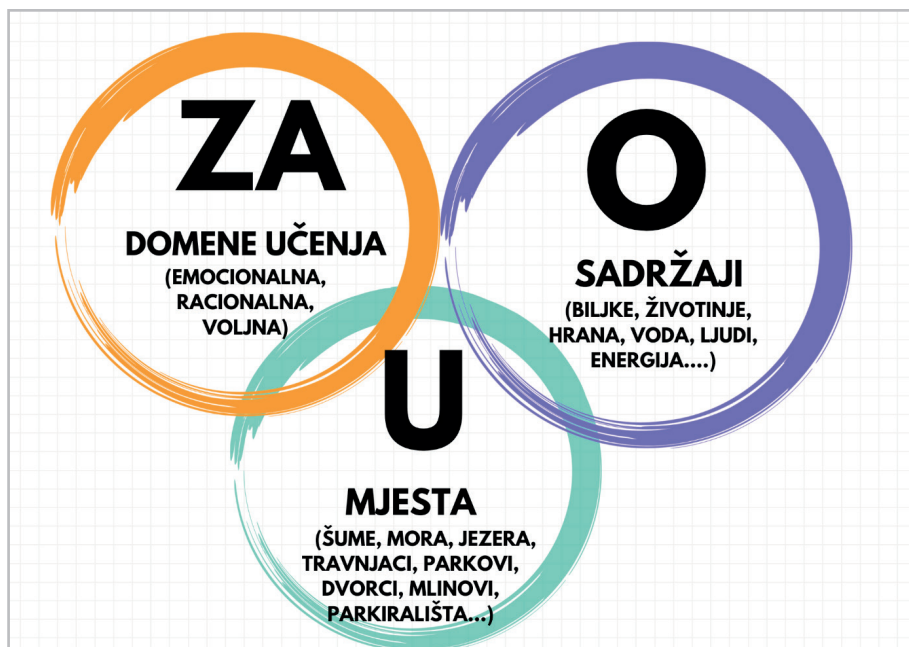 ZA
DOMENE UČENJA
(EMOCIONALNA,
RACIONALNA,
VOLJNA)
O
SADRŽAJI
(BILJKE, ŽIVOTINJE,
HRANA, VODA, LJUDI,
ENERGIJA....)
U
MJESTA
(ŠUME, MORA, JEZERA,
TRAVNJACI, PARKOVI,
DVORCI, MLINOVI,
PARKIRALIŠTA...)